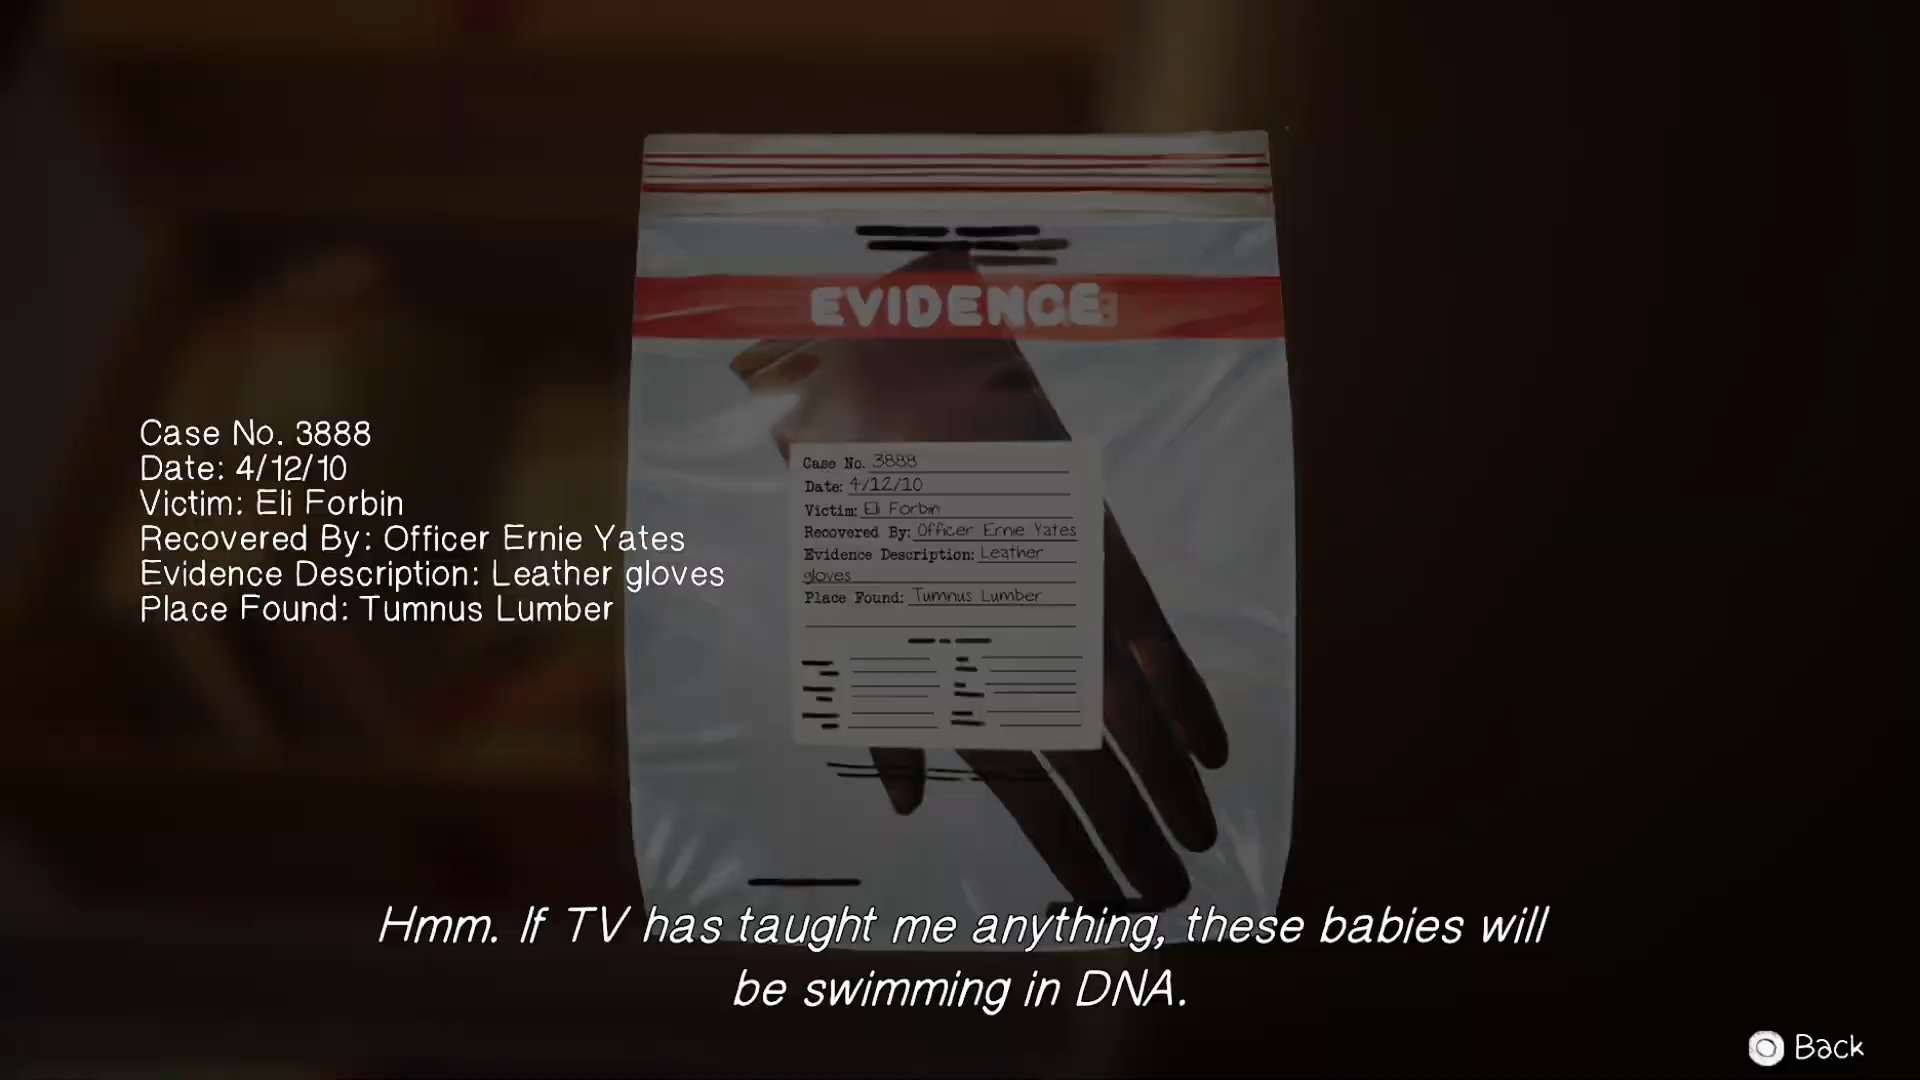 EVIDENCE
Case No. 3888
Date: 4/12/10
Victim: Eli Forbin
Recovered By: Officer Ernie Yates
Evidence Description: Leather gloves
Place Found: Tumnus Lumber
Case No. 3888
Date: 4/12/10
Victim: Eli Forbin
Recovered By: Officer Ernie Yates
Evidence Description: Leather
gloves
Place Found: Tumnus Lumber
Hmm. If TV has taught me anything, these babies will
be swimming in DNA.
Back